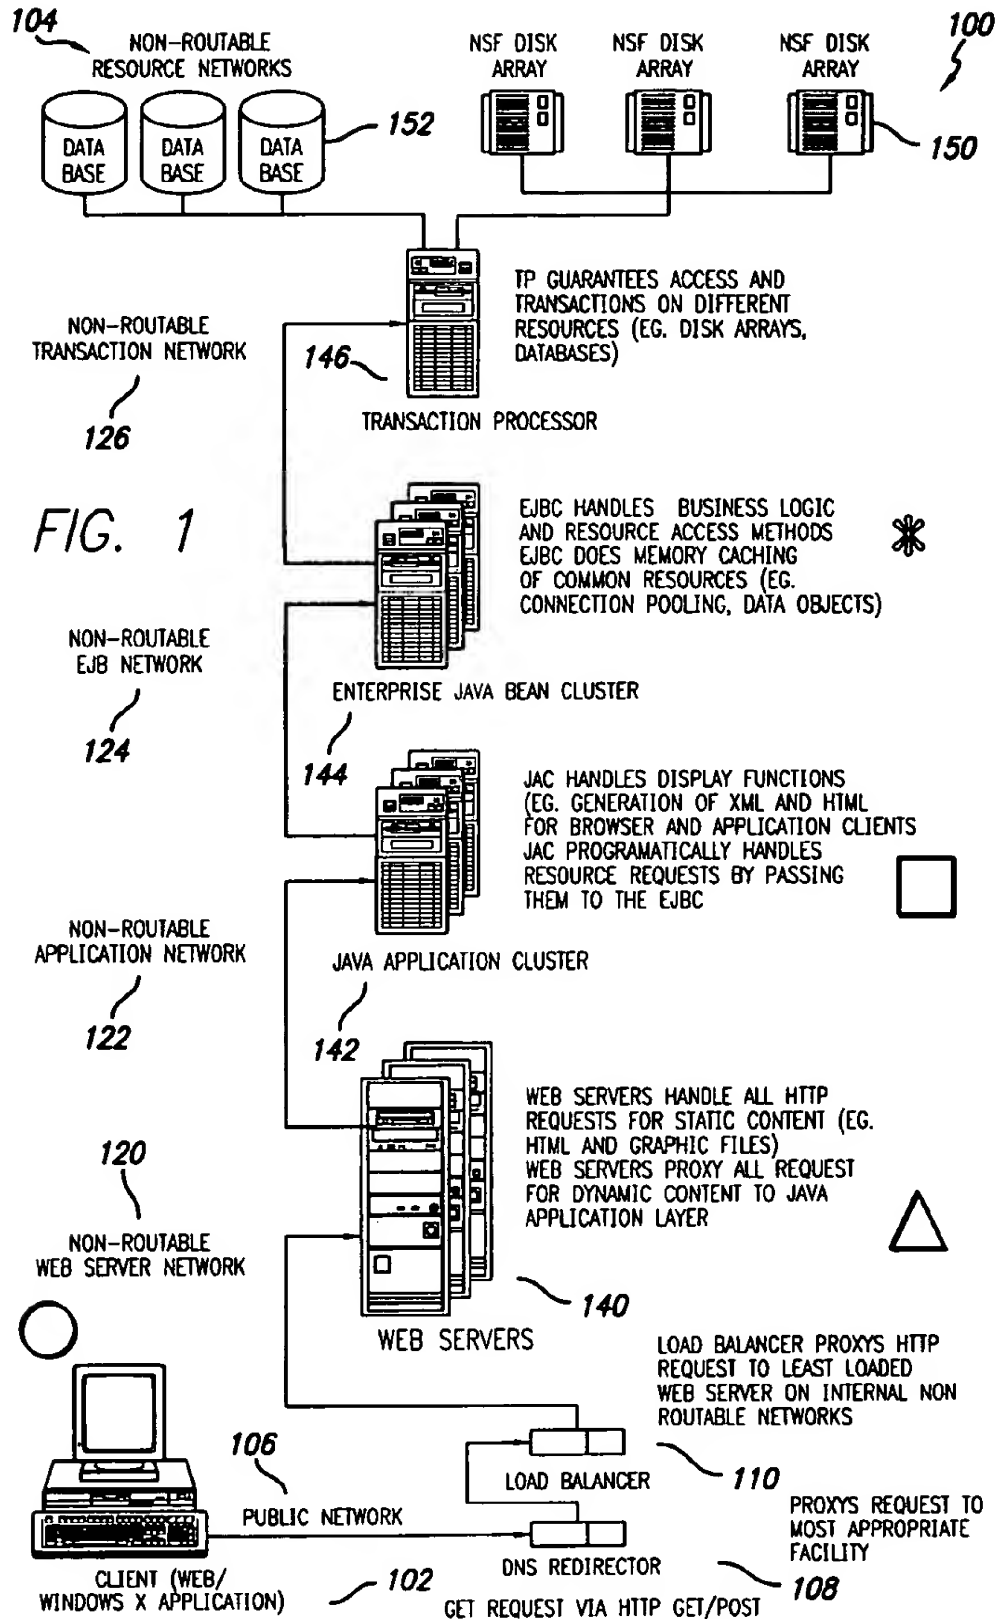 104
NON-ROUTABLE
RESOURCE NETWORKS
NSF DISK
ARRAY
NSF DISK
ARRAY
NSF DISK
ARRAY
100
DATA
BASE
DATA
BASE
DATA
BASE
152
150
TP GUARANTEES ACCESS AND
TRANSACTIONS ON DIFFERENT
RESOURCES (EG. DISK ARRAYS,
DATABASES)
NON-ROUTABLE
TRANSACTION NETWORK
146
126
TRANSACTION PROCESSOR
FIG. 1
EJBC HANDLES BUSINESS LOGIC
AND RESOURCE ACCESS METHODS
EJBC DOES MEMORY CACHING
OF COMMON RESOURCES (EG.
CONNECTION POOLING, DATA OBJECTS)
NON-ROUTABLE
EJB NETWORK
124
ENTERPRISE JAVA BEAN CLUSTER
144
JAC HANDLES DISPLAY FUNCTIONS
(EG. GENERATION OF XML AND HTML
FOR BROWSER AND APPLICATION CLIENTS
JAC PROGRAMATICALLY HANDLES
RESOURCE REQUESTS BY PASSING
THEM TO THE EJBC
NON-ROUTABLE
APPLICATION NETWORK
122
JAVA APPLICATION CLUSTER
142
WEB SERVERS HANDLE ALL HTTP
REQUESTS FOR STATIC CONTENT (EG.
HTML AND GRAPHIC FILES)
WEB SERVERS PROXY ALL REQUEST
FOR DYNAMIC CONTENT TO JAVA
APPLICATION LAYER
120
NON-ROUTABLE
WEB SERVER NETWORK
140
WEB SERVERS
LOAD BALANCER PROXYS HTTP
REQUEST TO LEAST LOADED
WEB SERVER ON INTERNAL NON
ROUTABLE NETWORKS
106
PUBLIC NETWORK
LOAD BALANCER
110
PROXYS REQUEST TO
MOST APPROPRIATE
FACILITY
DNS REDIRECTOR
108
CLIENT (WEB/
WINDOWS X APPLICATION)
102
GET REQUEST VIA HTTP GET/POST